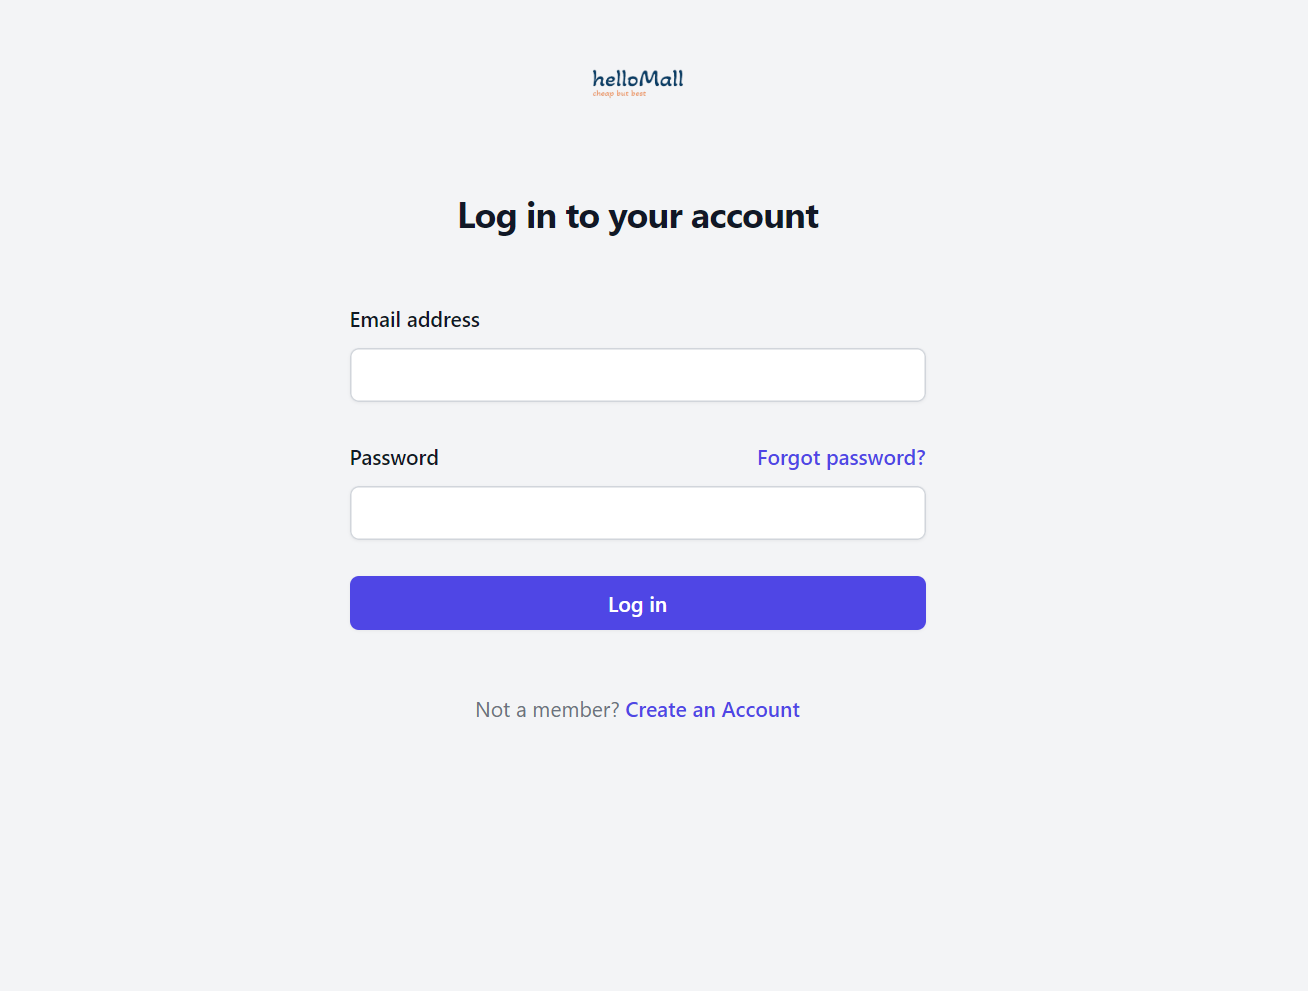 helloMall
cheap but best
Log in to your account
Email address
Password Forgot password?
Log in
Not a member? Create an Account